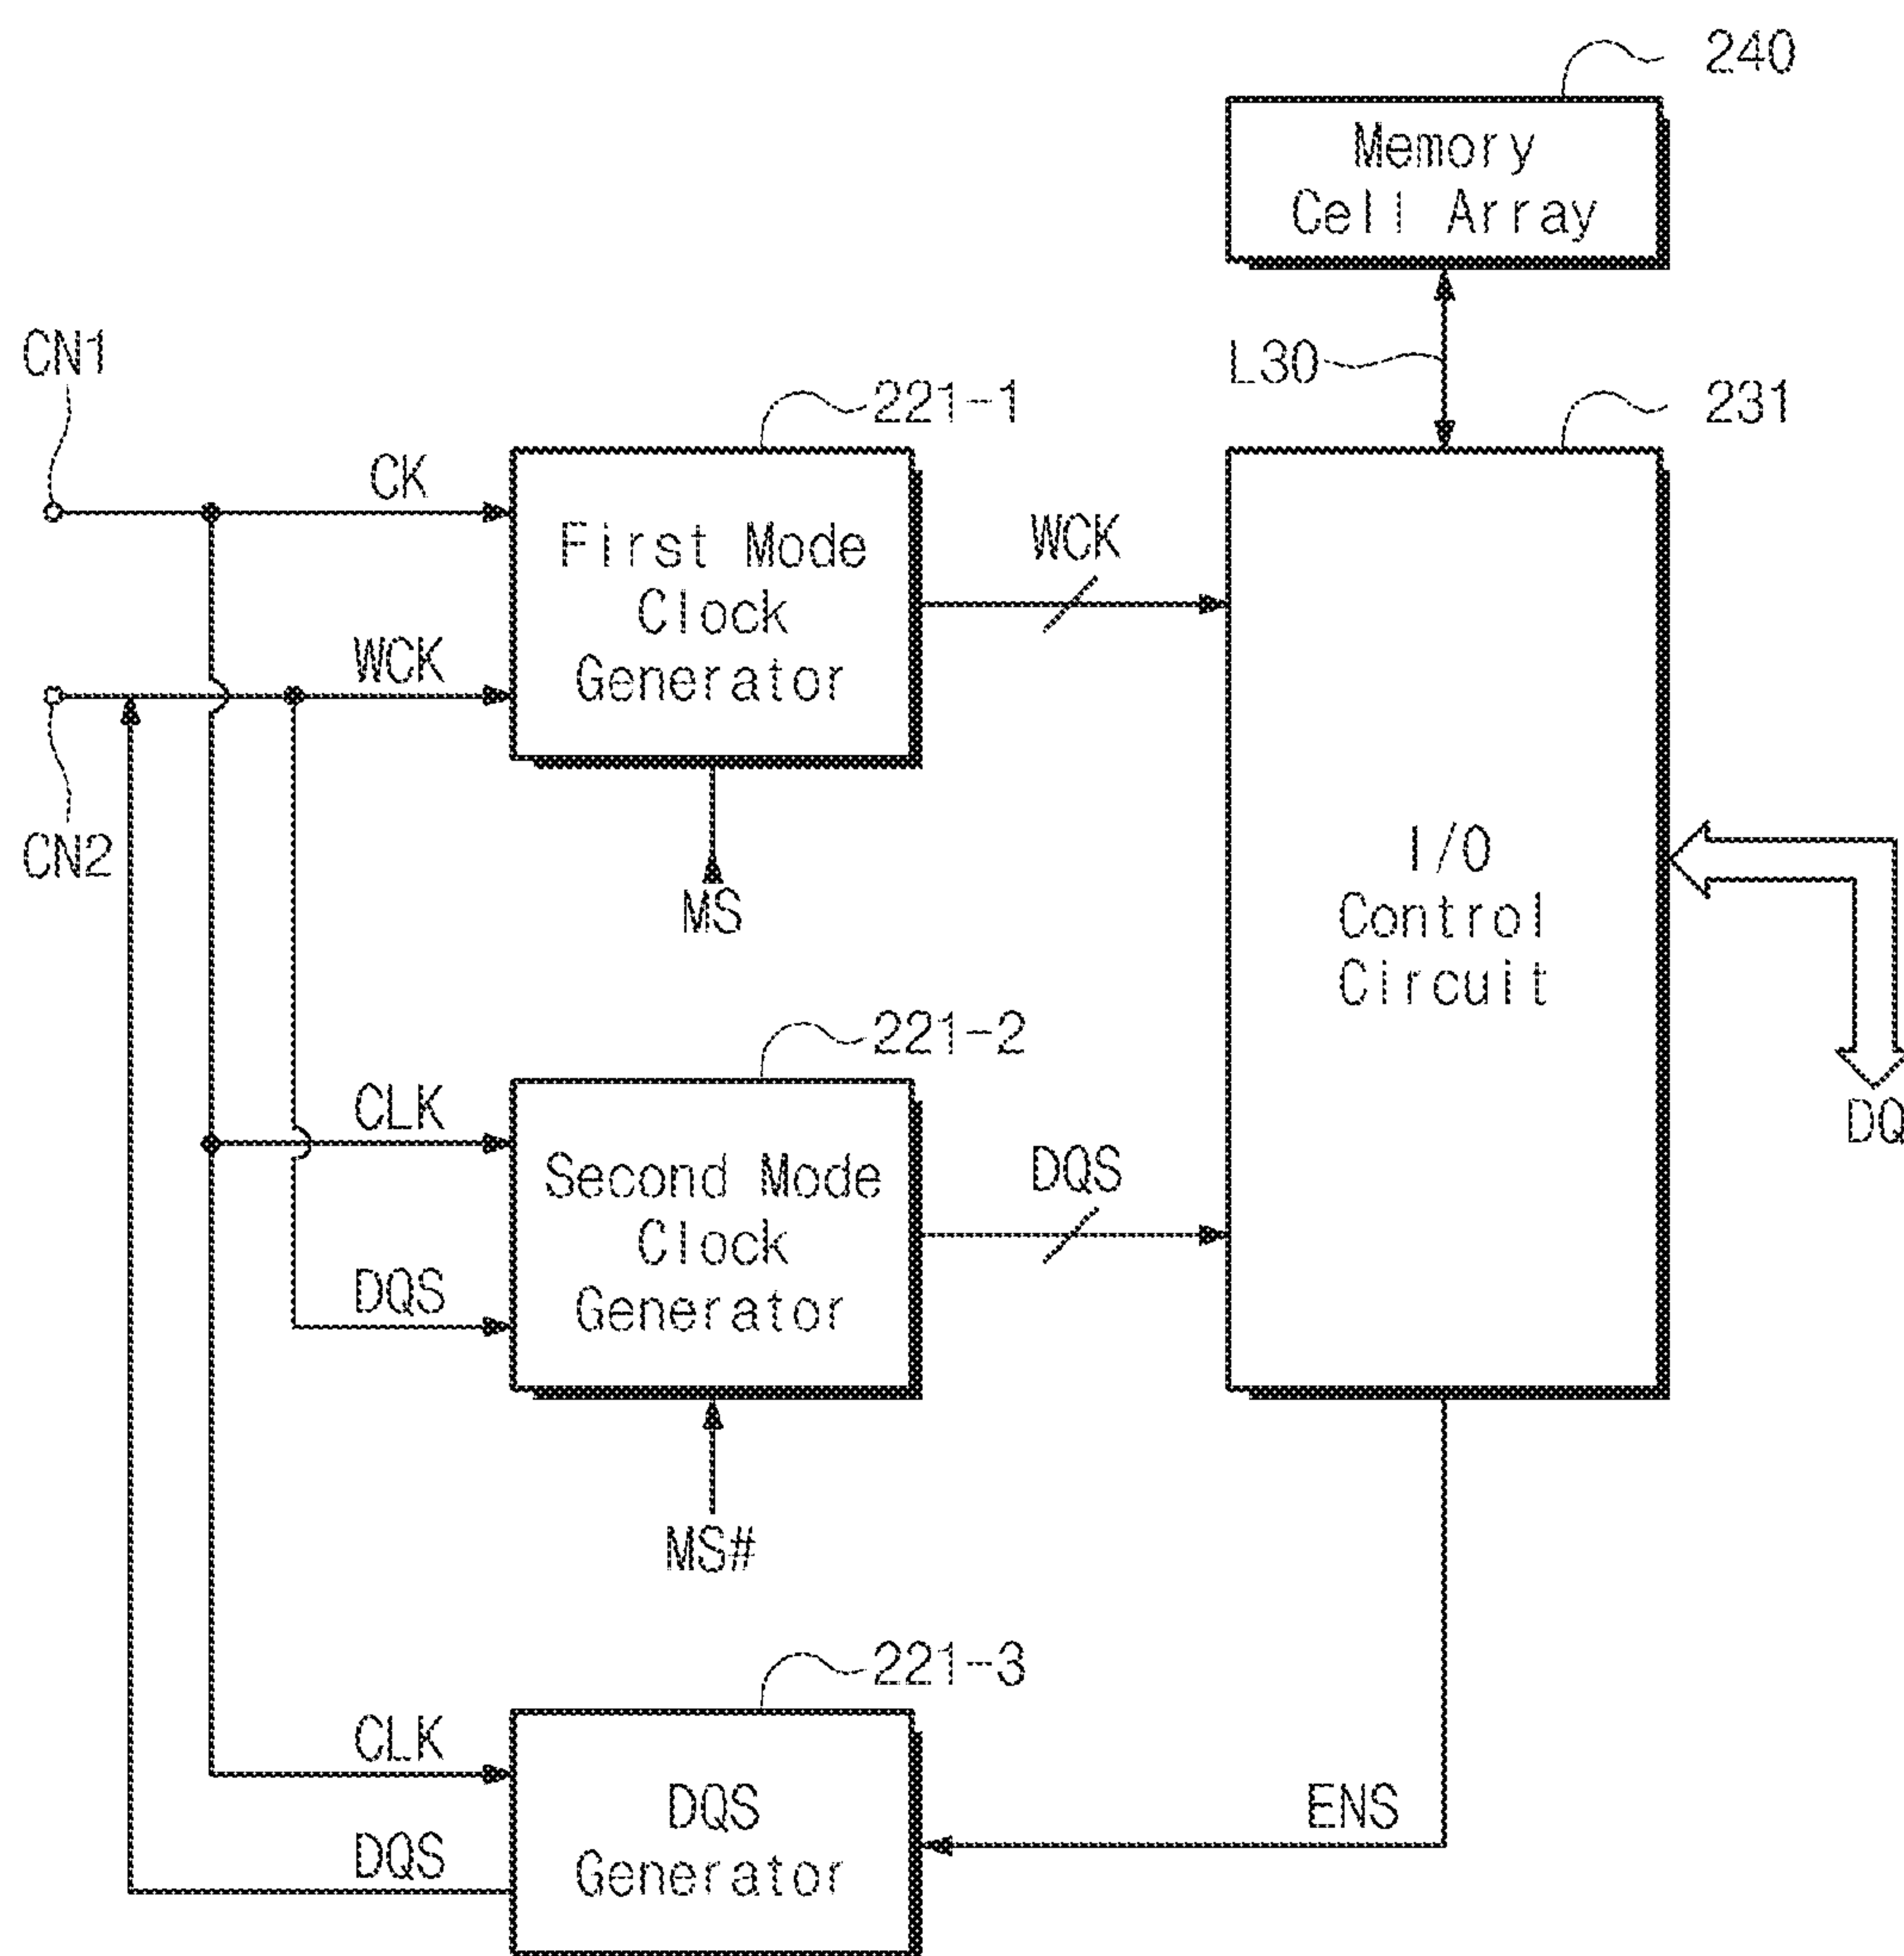 240
Memory
Cell Array
CN1
L30
221-1
231
CK
First Mode
Clock
Generator
WCK
WCK
CN2
MS
I/O
Control
Circuit
221-2
CLK
Second Mode
Clock
Generator
DQS
DQ
DQS
MS#
221-3
CLK
DQS
Generator
ENS
DQS